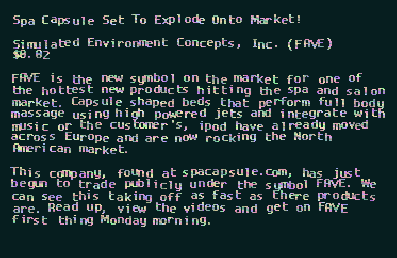 Spa Capsule Set To Explode Onto Market!
Simulated Environment Concepts, Inc. (FAVE)
$0.02
FAVE is the new symbol on the market for one of
the hottest new products hitting the spa and salon
market. Capsule shaped beds that perform full body
massage using high powered jets and integrate with
music or the customer's, ipod have already moved
across Europe and are now rocking the North
American market.
This company, found at spacapsule.com, has just
begun to trade publicly under the symbol FAVE. We
can see this taking off as fast as there products
are. Read up, view the videos and get on FAVE
first thing Monday morning.